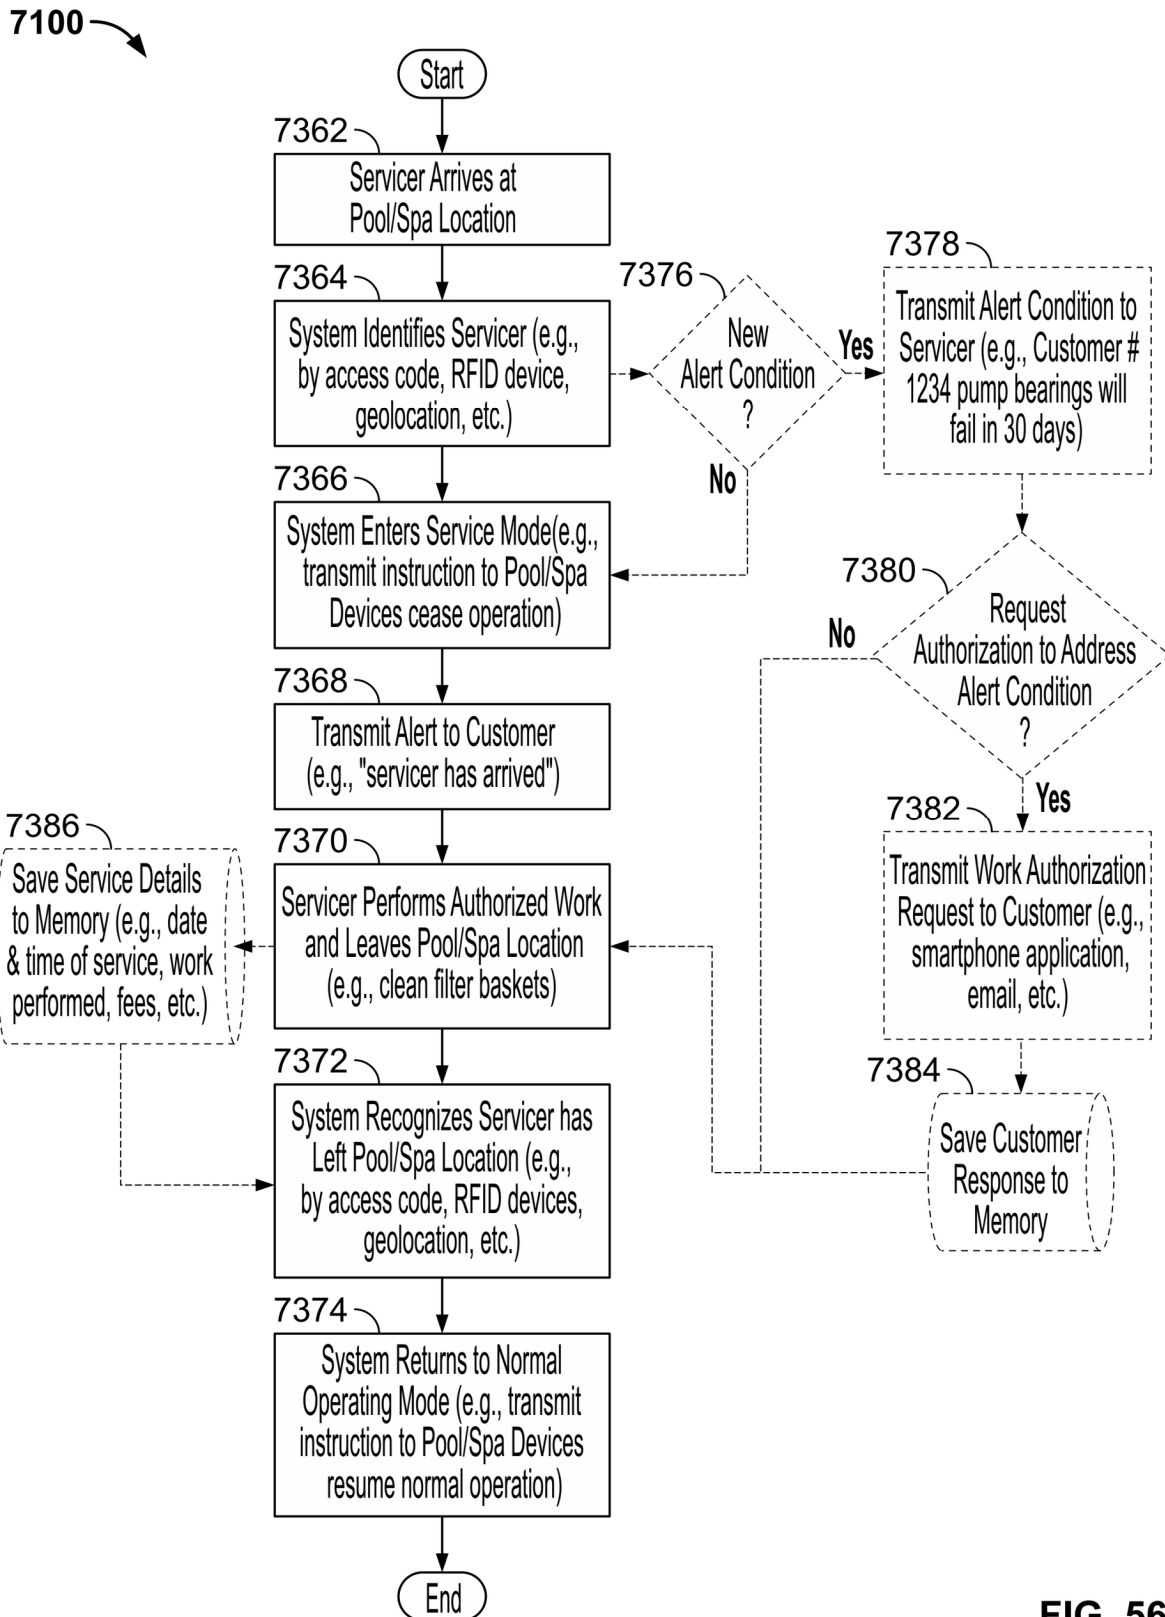 7100
Start
7362
Servicer Arrives at
Pool/Spa Location
7364
System Identifies Servicer (e.g.,
by access code, RFID device,
geolocation, etc.)
7376
New
Alert Condition
?
Yes
No
7378
Transmit Alert Condition to
Servicer (e.g., Customer #
1234 pump bearings will
fail in 30 days)
7366
System Enters Service Mode(e.g.,
transmit instruction to Pool/Spa
Devices cease operation)
7380
Request
Authorization to Address
Alert Condition
?
No
Yes
7368
Transmit Alert to Customer
(e.g., "servicer has arrived")
7382
Transmit Work Authorization
Request to Customer (e.g.,
smartphone application,
email, etc.)
7386
Save Service Details
to Memory (e.g., date
& time of service, work
performed, fees, etc.)
7370
Servicer Performs Authorized Work
and Leaves Pool/Spa Location
(e.g., clean filter baskets)
7384
Save Customer
Response to
Memory
7372
System Recognizes Servicer has
Left Pool/Spa Location (e.g.,
by access code, RFID devices,
geolocation, etc.)
7374
System Returns to Normal
Operating Mode (e.g., transmit
instruction to Pool/Spa Devices
resume normal operation)
End
FIG. 56